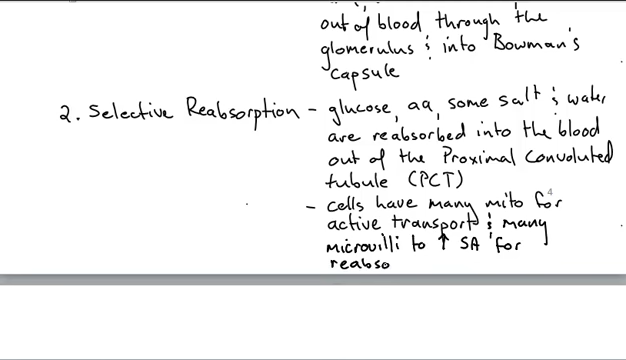 out of blood through the
glomerulus & into Bowman's
capsule
2. Selective Reabsorption - glucose, aa, some salt & water
are reabsorbed into the blood
out of the Proximal Convoluted
tubule (PCT)
- cells have many mito for
active transport & many
microvilli to ↑ SA for
reabso